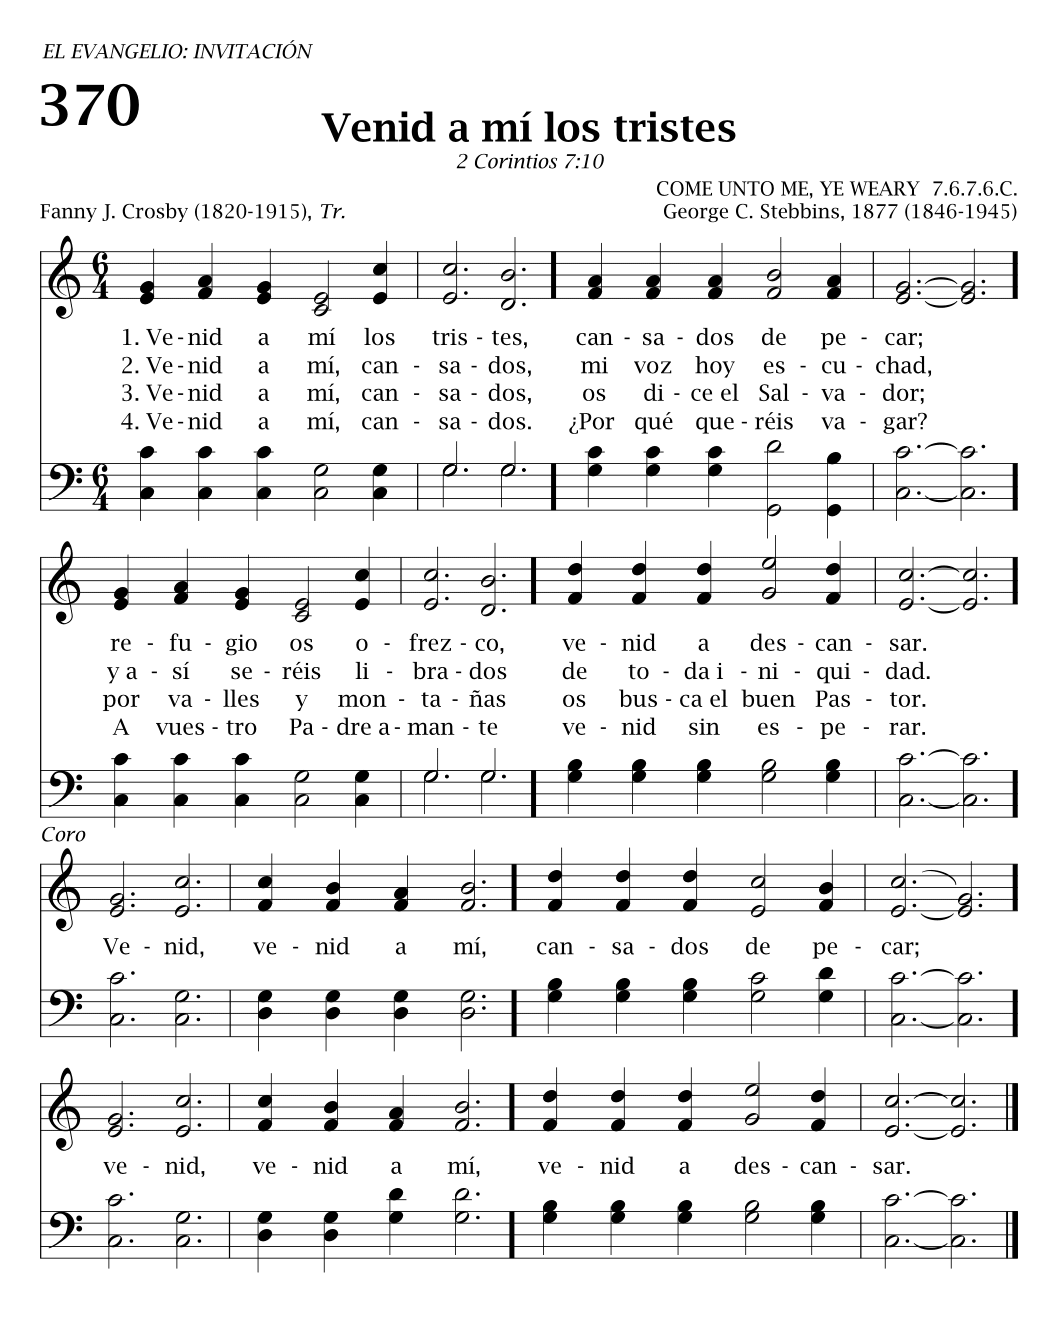 EL EVANGELIO: INVITACIÓN
370
Venid a mí los tristes
2 Corintios 7:10
COME UNTO ME, YE WEARY 7.6.7.6.C.
Fanny J. Crosby (1820-1915), Tr.
George C. Stebbins, 1877 (1846-1945)
6 4
1. Ve - nid a mí los tris - tes, can - sa - dos de pe - car;
2. Ve - nid a mí, can - sa - dos, mi voz hoy es - cu - chad,
3. Ve - nid a mí, can - sa - dos, os di - ce el Sal - va - dor;
4. Ve - nid a mí, can - sa - dos. ¿Por qué que - réis va - gar?
6 4
re - fu - gio os o - frez - co, ve - nid a des - can - sar.
y a - sí se - réis li - bra - dos de to - da i - ni - qui - dad.
por va - lles y mon - ta - ñas os bus - ca el buen Pas - tor.
A vues - tro Pa - dre a - man - te ve - nid sin es - pe - rar.
Coro
Ve - nid, ve - nid a mí, can - sa - dos de pe - car;
ve - nid, ve - nid a mí, ve - nid a des - can - sar.